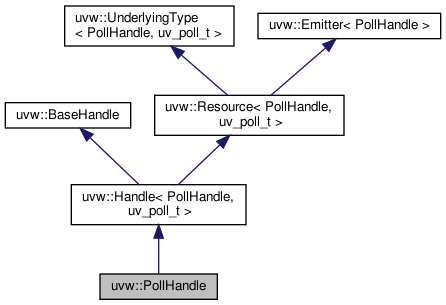 uvw::UnderlyingType
< PollHandle, uv_poll_t >
uvw::Emitter< PollHandle >
uvw::BaseHandle
uvw::Resource< PollHandle,
uv_poll_t >
uvw::Handle< PollHandle,
uv_poll_t >
uvw::PollHandle